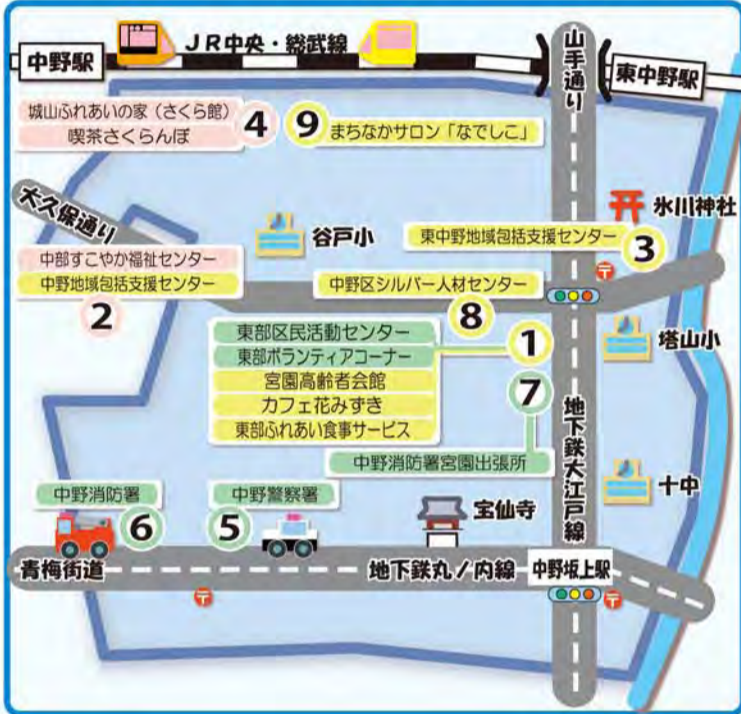 JR中央・総武線
中野駅
山手通り
東中野駅
城山ふれあいの家（さくら館）
喫茶さくらんぼ
4
9
まちなかサロン「なでしこ」
大久保通り
谷戸小
氷川神社
東中野地域包括支援センター
3
〒
中部すこやか福祉センター
中野地域包括支援センター
2
中野区シルバー人材センター
8
東部区民活動センター
東部ボランティアコーナー
宮園高齢者会館
カフェ花みずき
東部ふれあい食事サービス
1
塔山小
7
地下鉄大江戸線
中野消防署宮園出張所
十中
中野消防署
6
中野警察署
5
宝仙寺
青梅街道
地下鉄丸ノ内線
中野坂上駅
〒
〒